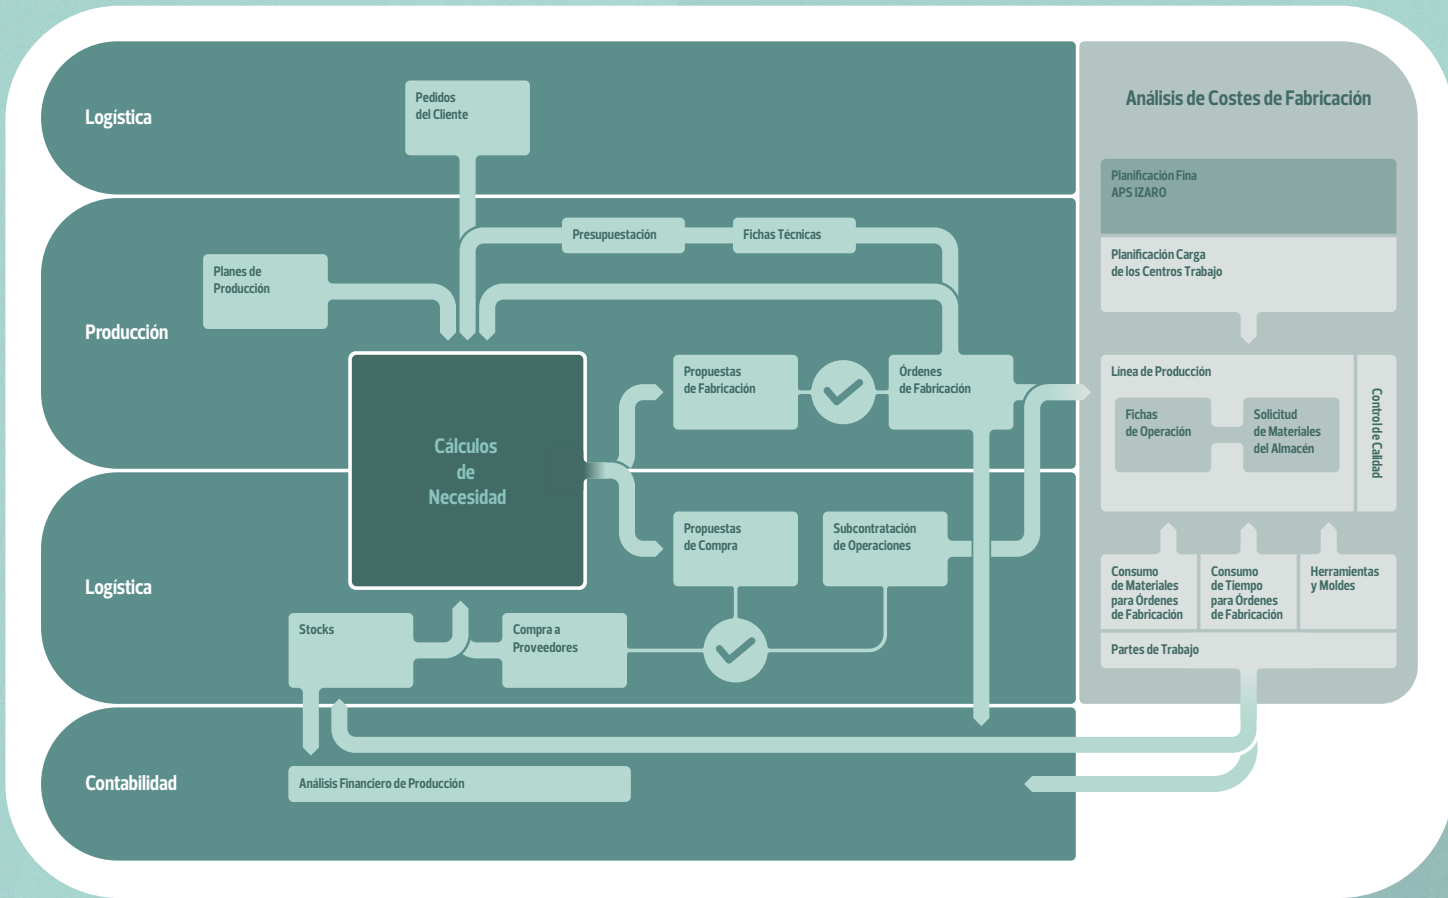 Logística
Pedidos
del Cliente
Análisis de Costes de Fabricación
Planificación Fina
APS IZARO
Planificación Carga
de los Centros Trabajo
Producción
Planes de
Producción
Presupuestación
Fichas Técnicas
Cálculos
de
Necesidad
Propuestas
de Fabricación
Órdenes
de Fabricación
Línea de Producción
Fichas
de Operación
Solicitud
de Materiales
del Almacén
Control de Calidad
Logística
Propuestas
de Compra
Subcontratación
de Operaciones
Stocks
Compra a
Proveedores
Consumo
de Materiales
para Órdenes
de Fabricación
Consumo
de Tiempo
para Órdenes
de Fabricación
Herramientas
y Moldes
Partes de Trabajo
Contabilidad
Análisis Financiero de Producción